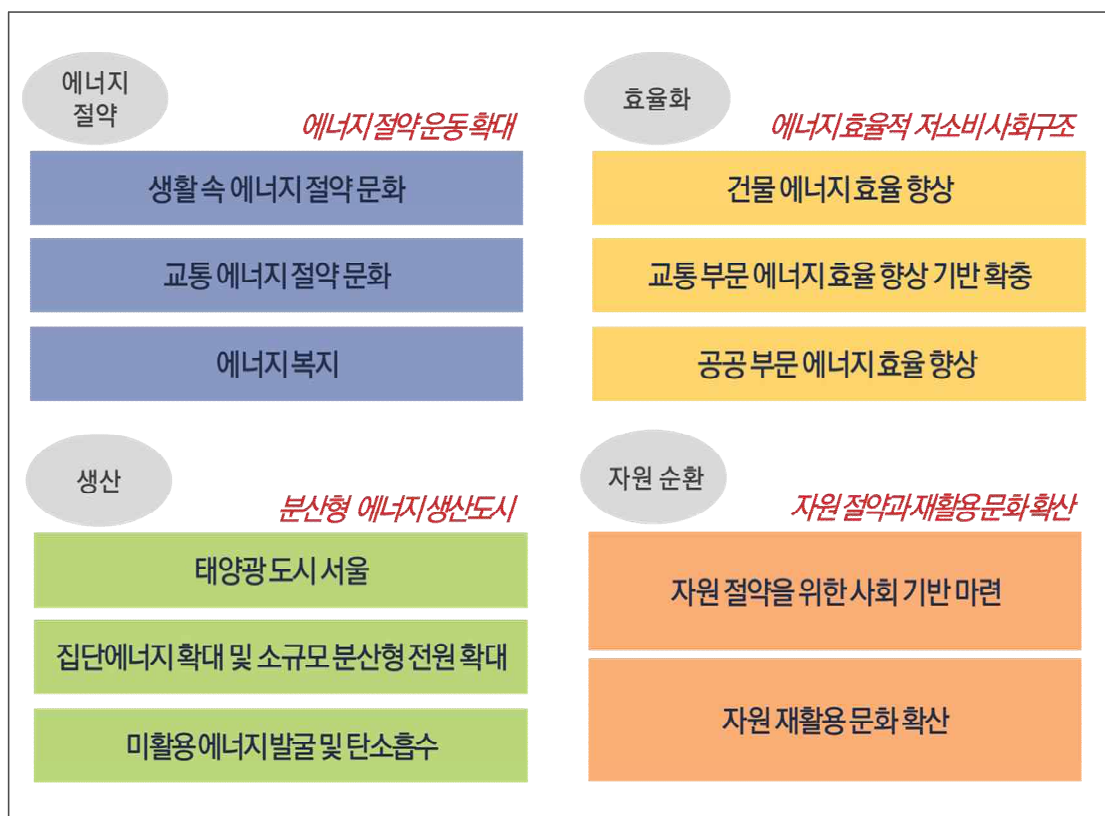 에너지
절약
에너지 절약 운동 확대
생활 속 에너지 절약 문화
교통 에너지 절약 문화
에너지 복지
효율화
에너지 효율적 저소비 사회구조
건물 에너지 효율 향상
교통 부문 에너지 효율 향상 기반 확충
공공 부문 에너지 효율 향상
생산
분산형 에너지 생산도시
태양광 도시 서울
집단에너지 확대 및 소규모 분산형 전원 확대
미활용 에너지 발굴 및 탄소흡수
자원 순환
자원 절약과 재활용 문화 확산
자원 절약을 위한 사회 기반 마련
자원 재활용 문화 확산